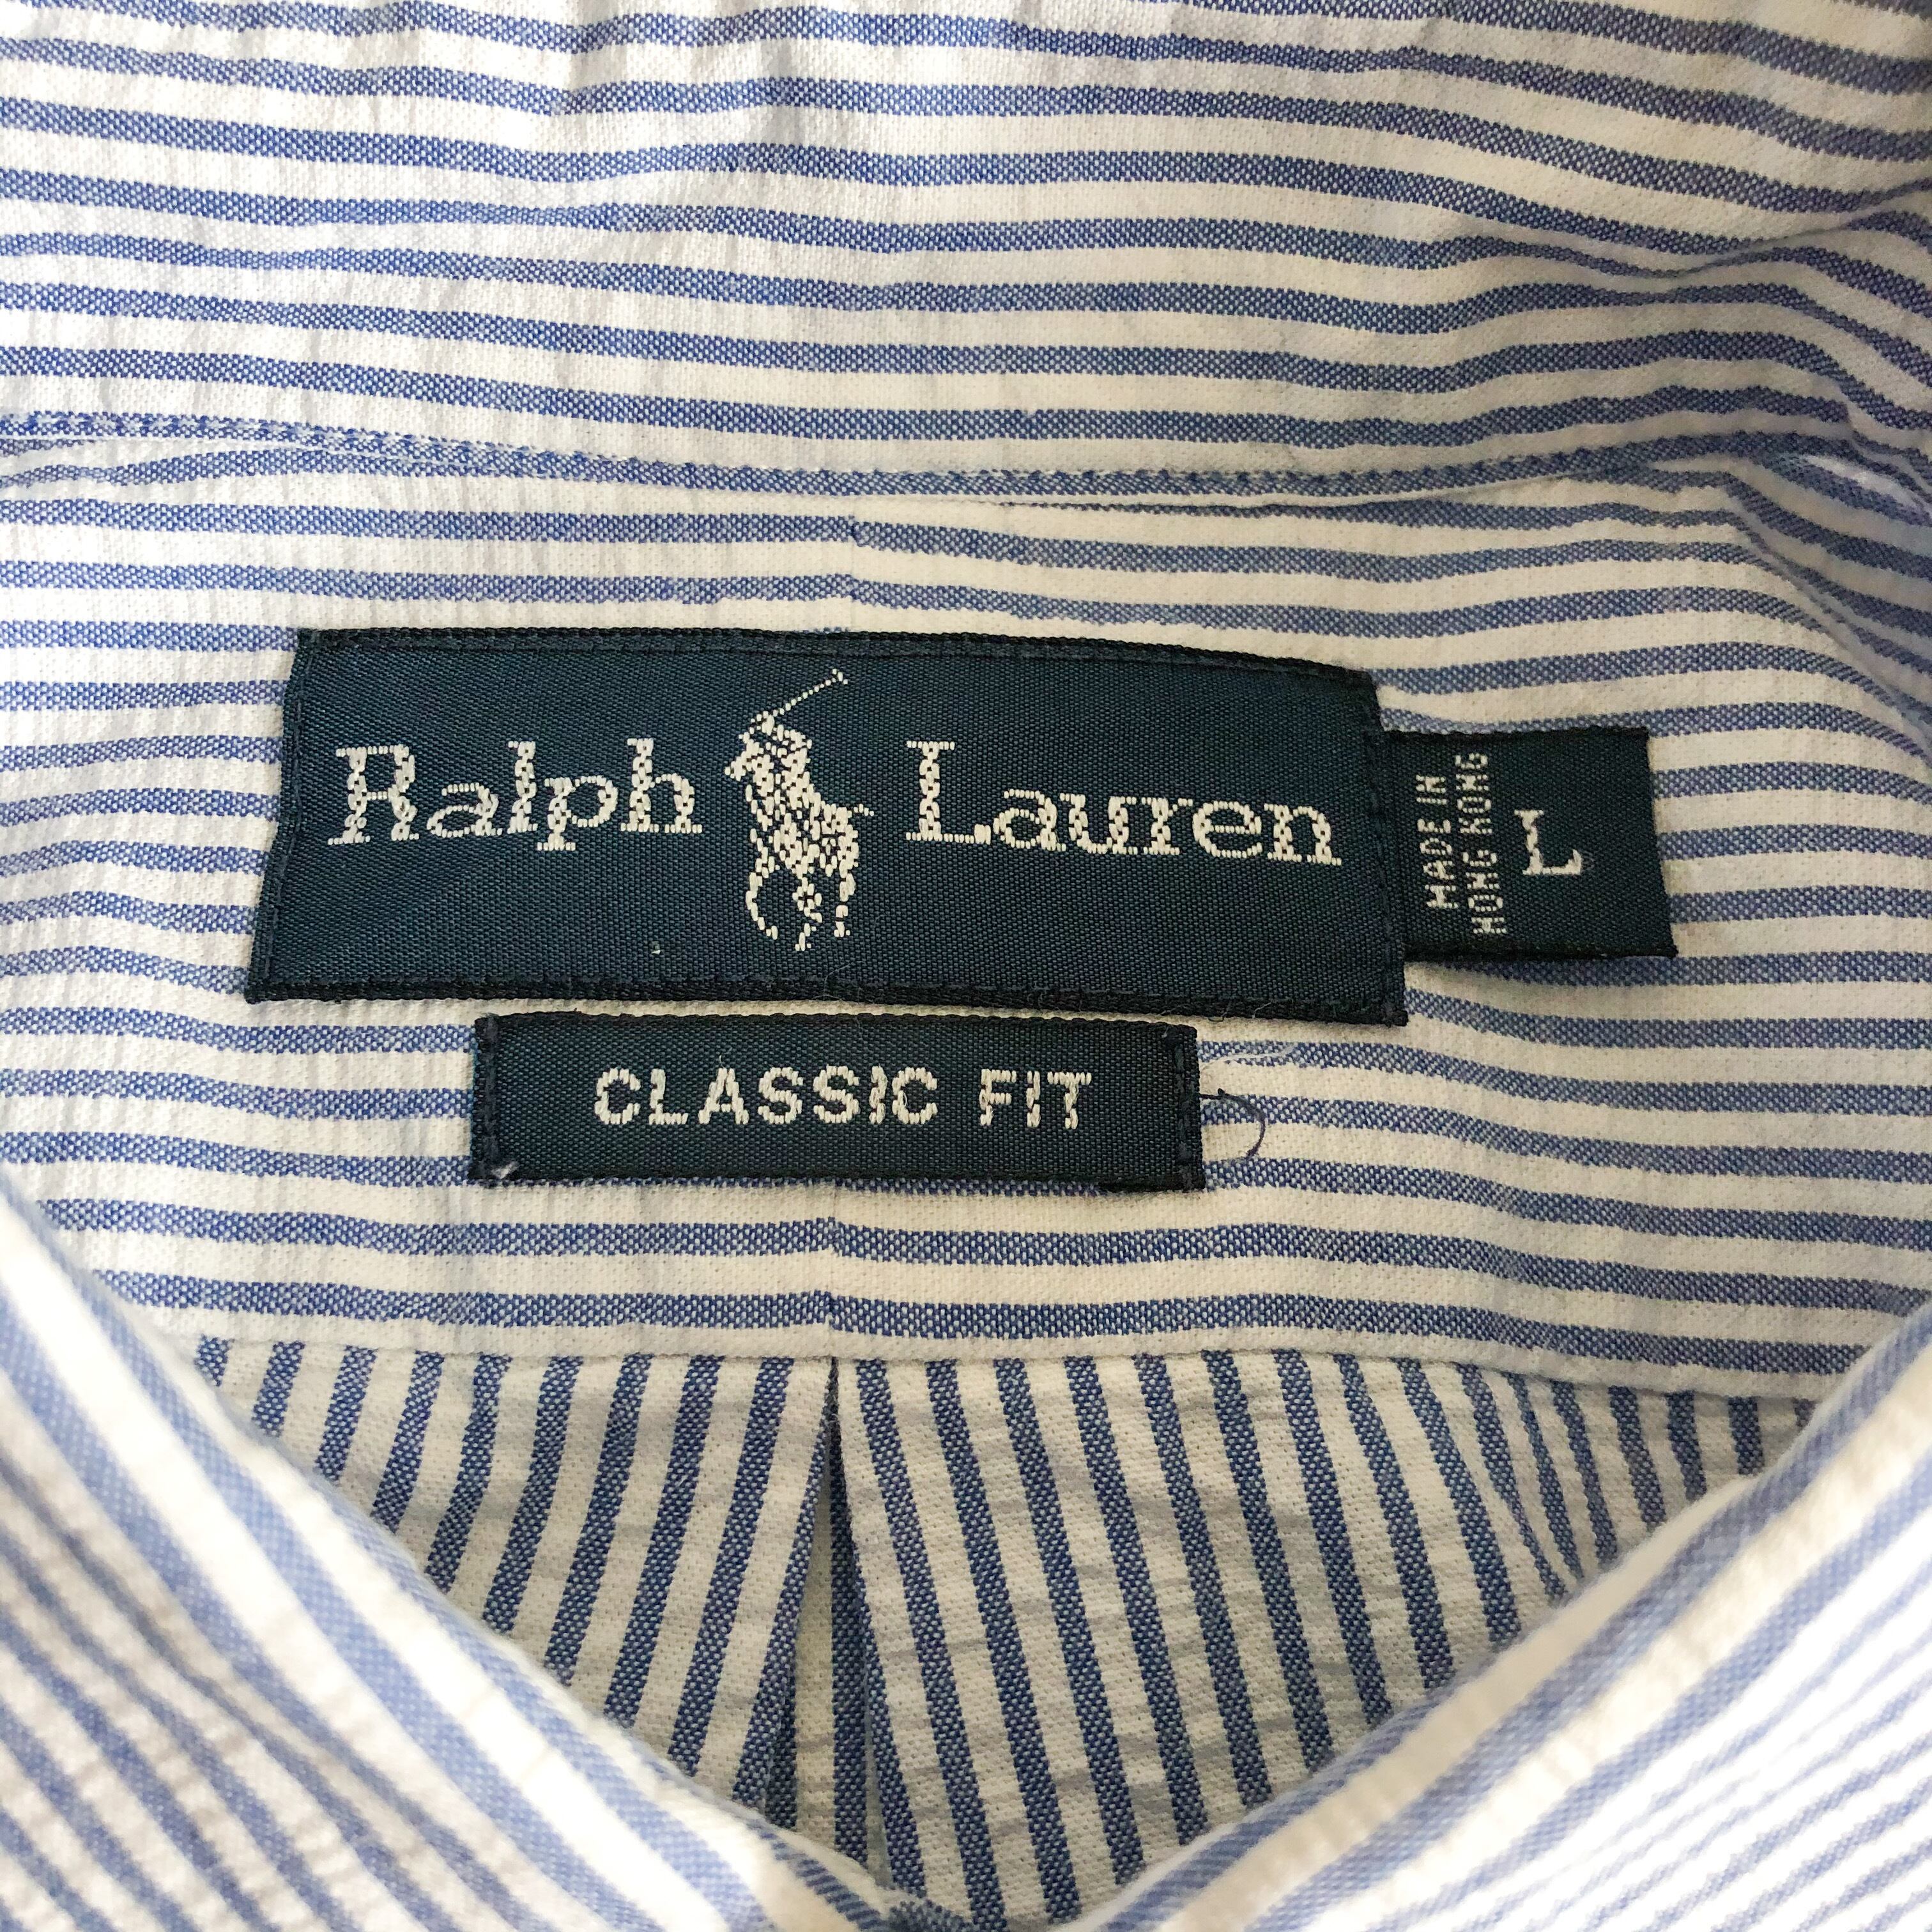 Ralph Lauren
MADE IN
HONG KONG
L
CLASSIC FIT